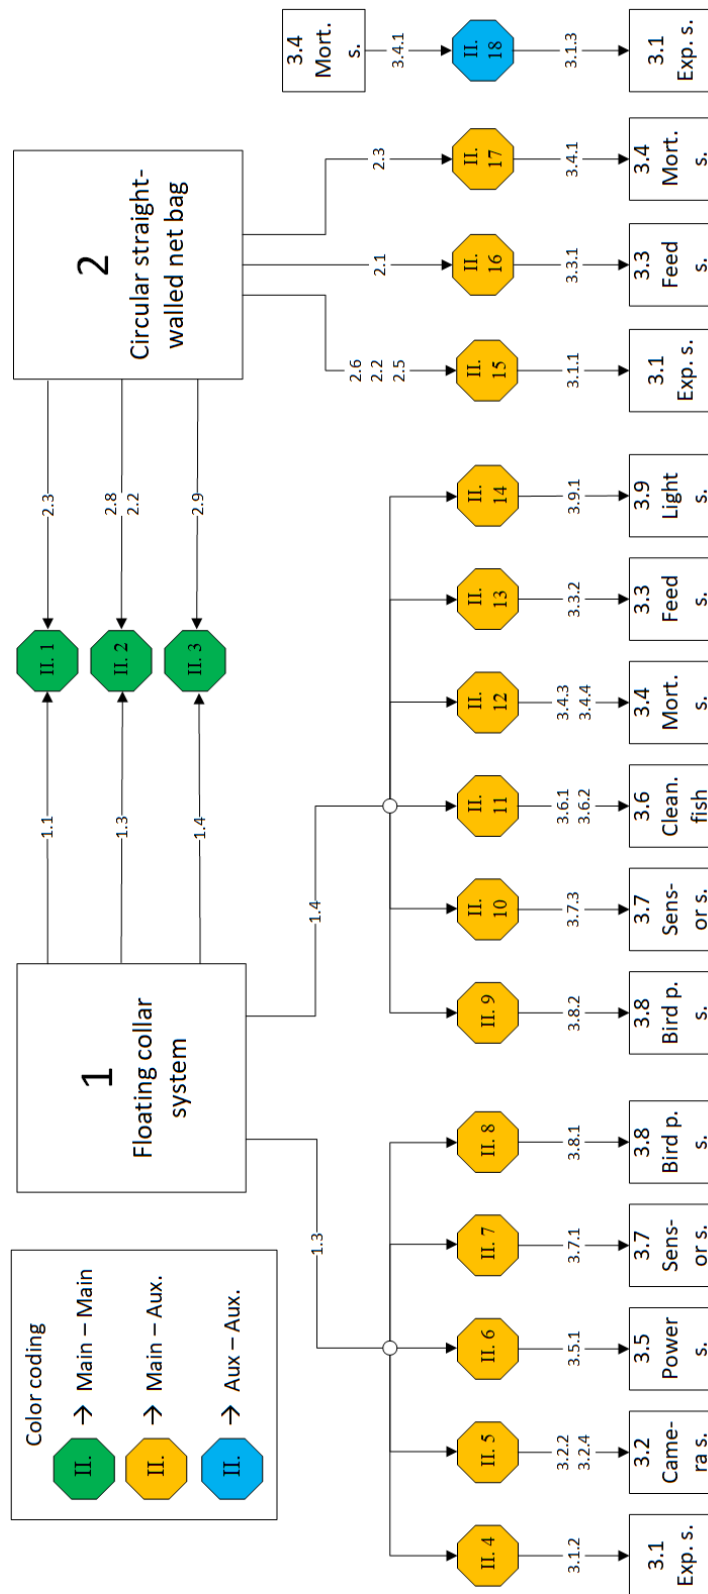 Color coding
II. → Main – Main
II. → Main – Aux.
II. → Aux – Aux.
1
Floating collar
system
2
Circular straight-
walled net bag
1.1
II. 1
2.3
1.3
II. 2
2.8
2.2
1.4
II. 3
2.9
1.3
1.4
2.6
2.2
2.5
2.1
2.3
3.4
Mort.
s.
3.4.1
II. 4
II. 5
II. 6
II. 7
II. 8
II. 9
II.
10
II.
11
II.
12
II.
13
II.
14
II.
15
II.
16
II.
17
II.
18
3.1.2
3.2.2
3.2.4
3.5.1
3.7.1
3.8.1
3.8.2
3.7.3
3.6.1
3.6.2
3.4.3
3.4.4
3.3.2
3.9.1
3.1.1
3.3.1
3.4.1
3.1.3
3.1
Exp. s.
3.2
Came-
ra s.
3.5
Power
s.
3.7
Sens-
or s.
3.8
Bird p.
s.
3.8
Bird p.
s.
3.7
Sens-
or s.
3.6
Clean.
fish
3.4
Mort.
s.
3.3
Feed
s.
3.9
Light
s.
3.1
Exp. s.
3.3
Feed
s.
3.4
Mort.
s.
3.1
Exp. s.